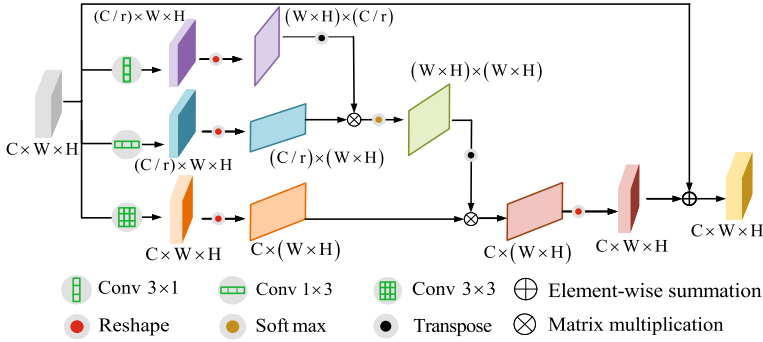 (C/r)×W×H
(W×H)×(C/r)
(W×H)×(W×H)
C×W×H
(C/r)×W×H
(C/r)×(W×H)
C×W×H
C×(W×H)
C×(W×H)
C×W×H
C×W×H
Conv 3×1
Conv 1×3
Conv 3×3
Element-wise summation
Reshape
Soft max
Transpose
Matrix multiplication